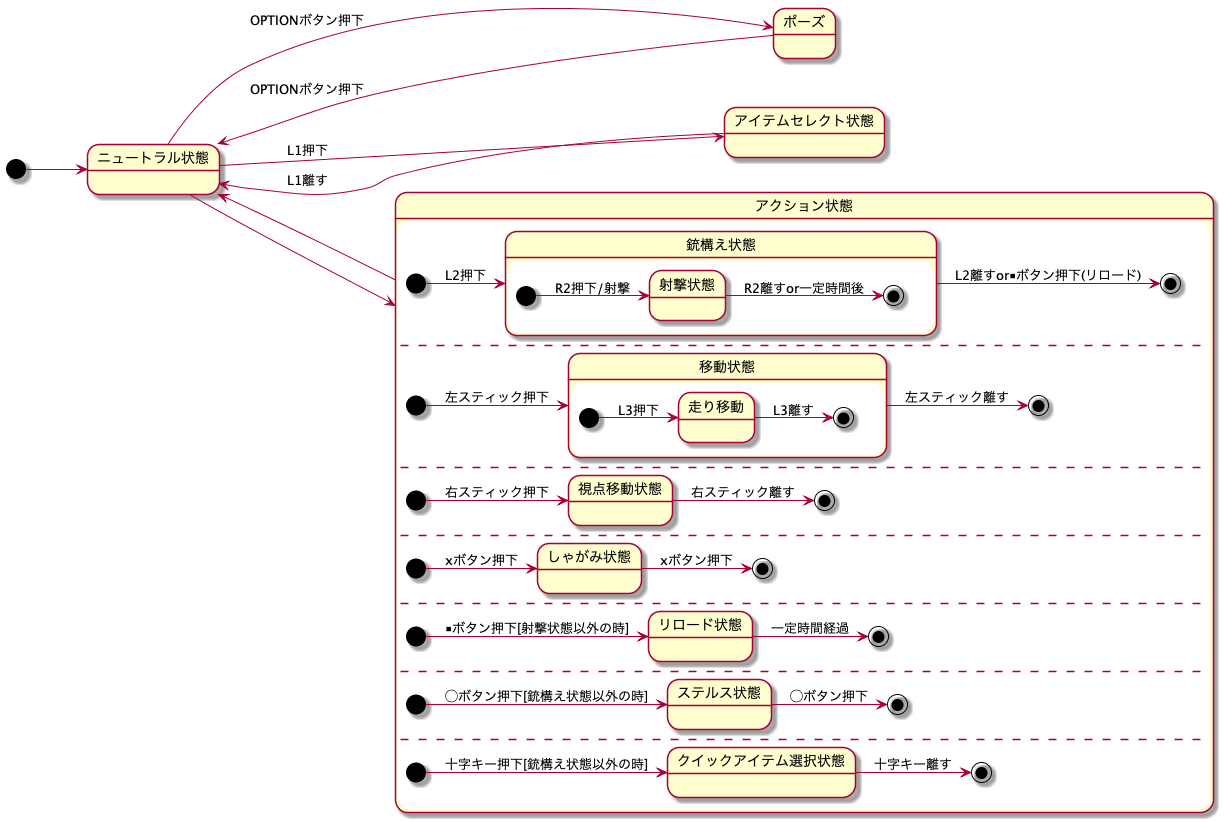 OPTIONボタン押下
ポーズ
OPTIONボタン押下
アイテムセレクト状態
ニュートラル状態
L1押下
L1離す
アクション状態
銃構え状態
L2押下
射撃状態
R2押下/射撃
R2離すor一定時間後
L2離すor▪ボタン押下(リロード)
移動状態
左スティック押下
L3押下
走り移動
L3離す
左スティック離す
右スティック押下
視点移動状態
右スティック離す
xボタン押下
しゃがみ状態
xボタン押下
▪ボタン押下[射撃状態以外の時]
リロード状態
一定時間経過
◯ボタン押下[銃構え状態以外の時]
ステルス状態
◯ボタン押下
十字キー押下[銃構え状態以外の時]
クイックアイテム選択状態
十字キー離す